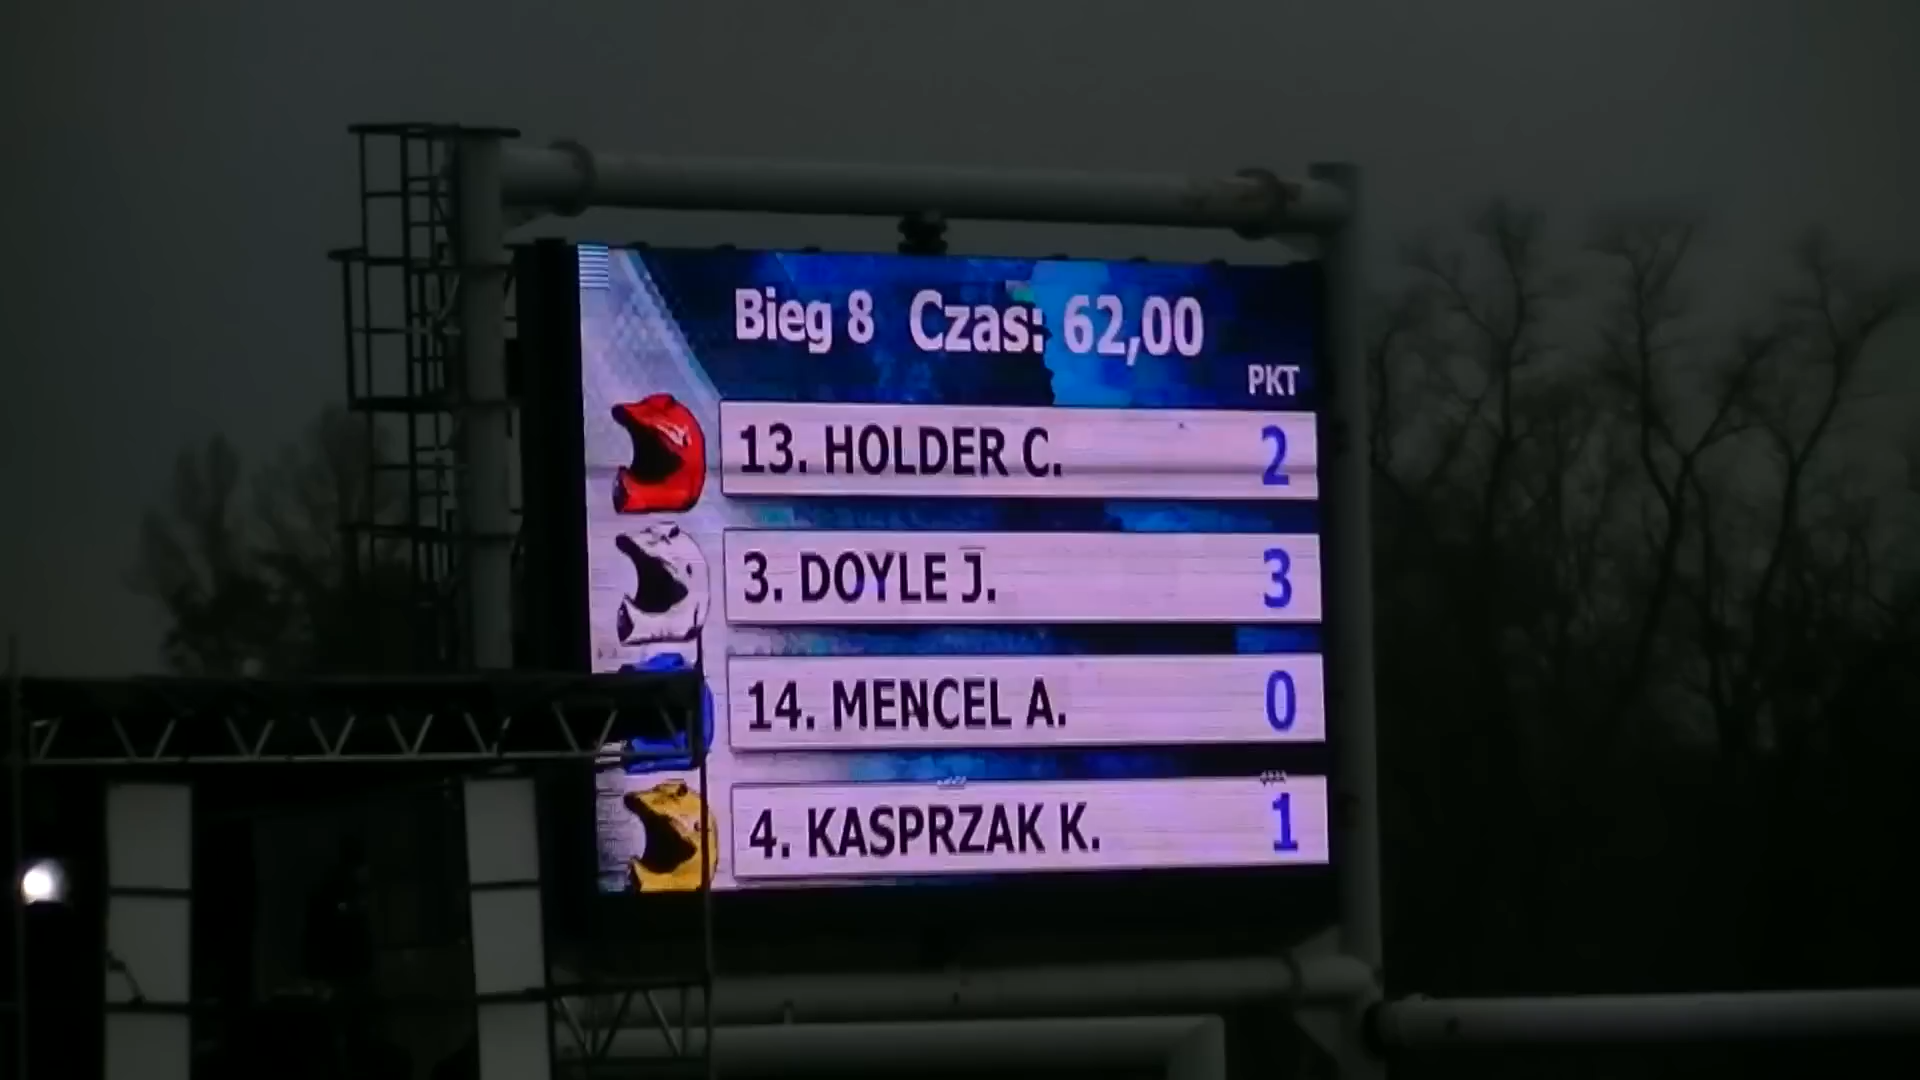 Bieg 8 Czas: 62,00
PKT
13. HOLDER C. 2
3. DOYLE J. 3
14. MENCEL A. 0
4. KASPRZAK K. 1